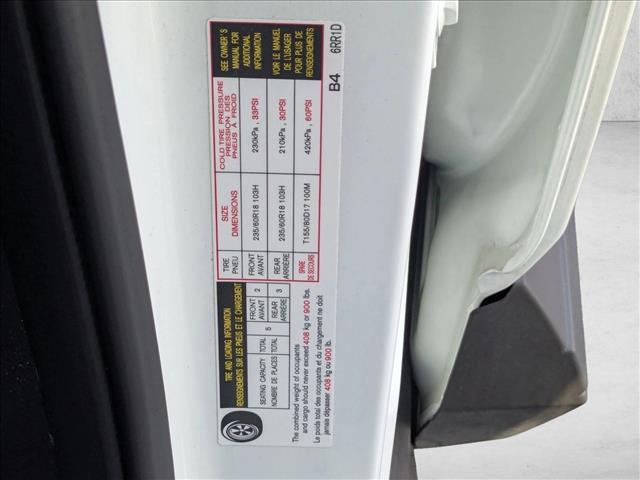 TIRE AND LOADING INFORMATION
RENSEIGNEMENTS SUR LES PNEUS ET LE CHARGEMENT
SEATING CAPACITY TOTAL 5 FRONT AVANT 2 REAR ARRIÈRE 3
NOMBRE DE PLACES TOTAL
The combined weight of occupants
and cargo should never exceed 408 kg or 900 lbs.
Le poids total des occupants et du chargement ne doit
jamais dépasser 408 kg ou 900 lb.
TIRE
PNEU
SIZE
DIMENSIONS
COLD TIRE PRESSURE
PRESSION DES
PNEUS À FROID
FRONT
AVANT
235/60R18 103H
230kPa , 33PSI
REAR
ARRIÈRE
235/60R18 103H
210kPa , 30PSI
SPARE
DE SECOURS
T155/80D17 100M
420kPa , 60PSI
SEE OWNER'S
MANUAL FOR
ADDITIONAL
INFORMATION
VOIR LE MANUEL
DE L'USAGER
POUR PLUS DE
RENSEIGNEMENTS
B4 6RR1D